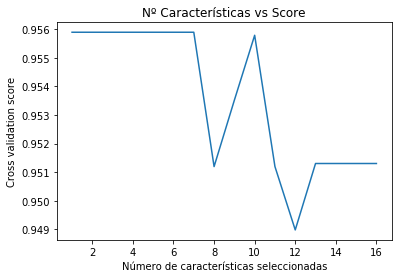 Nº Características vs Score
Cross validation score
0.956
0.955
0.954
0.953
0.952
0.951
0.950
0.949
2 4 6 8 10 12 14 16
Número de características seleccionadas